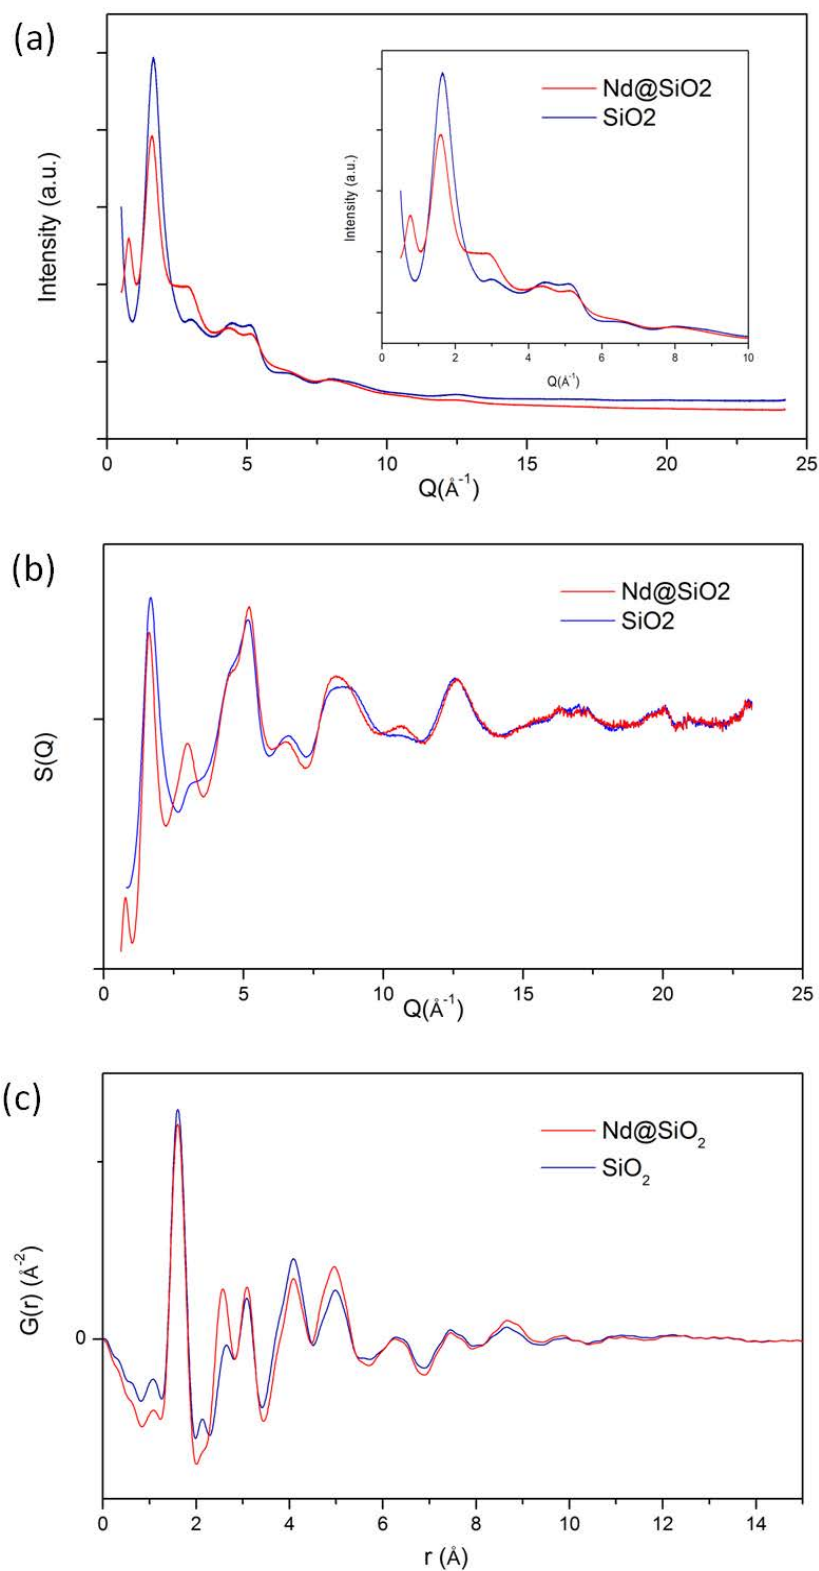 (a)
Intensity (a.u.)
Intensity (a.u.)
Nd@SiO2
SiO2
0 2 4 6 8 10
Q(Å⁻¹)
0 5 10 15 20 25
Q(Å⁻¹)
(b)
Nd@SiO2
SiO2
S(Q)
0 5 10 15 20 25
Q(Å⁻¹)
(c)
Nd@SiO₂
SiO₂
G(r) (Å⁻²)
0
0 2 4 6 8 10 12 14
r (Å)